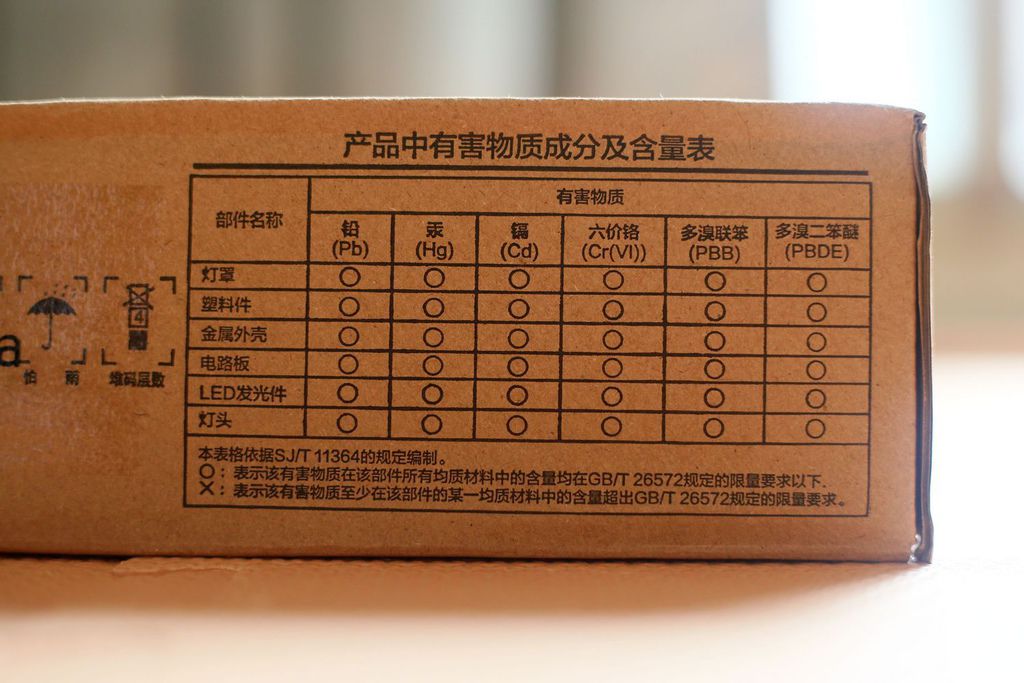 产品中有害物质成分及含量表
部件名称 有害物质
铅 汞 镉 六价铬 多溴联苯 多溴二苯醚
(Pb) (Hg) (Cd) (Cr(VI)) (PBB) (PBDE)
灯罩 ○ ○ ○ ○ ○ ○
塑料件 ○ ○ ○ ○ ○ ○
金属外壳 ○ ○ ○ ○ ○ ○
电路板 ○ ○ ○ ○ ○ ○
LED发光件 ○ ○ ○ ○ ○ ○
灯头 ○ ○ ○ ○ ○ ○
本表格依据SJ/T 11364的规定编制。
○：表示该有害物质在该部件所有均质材料中的含量均在GB/T 26572规定的限量要求以下.
×：表示该有害物质至少在该部件的某一均质材料中的含量超出GB/T 26572规定的限量要求。
a
4
怕 雨
堆码层数